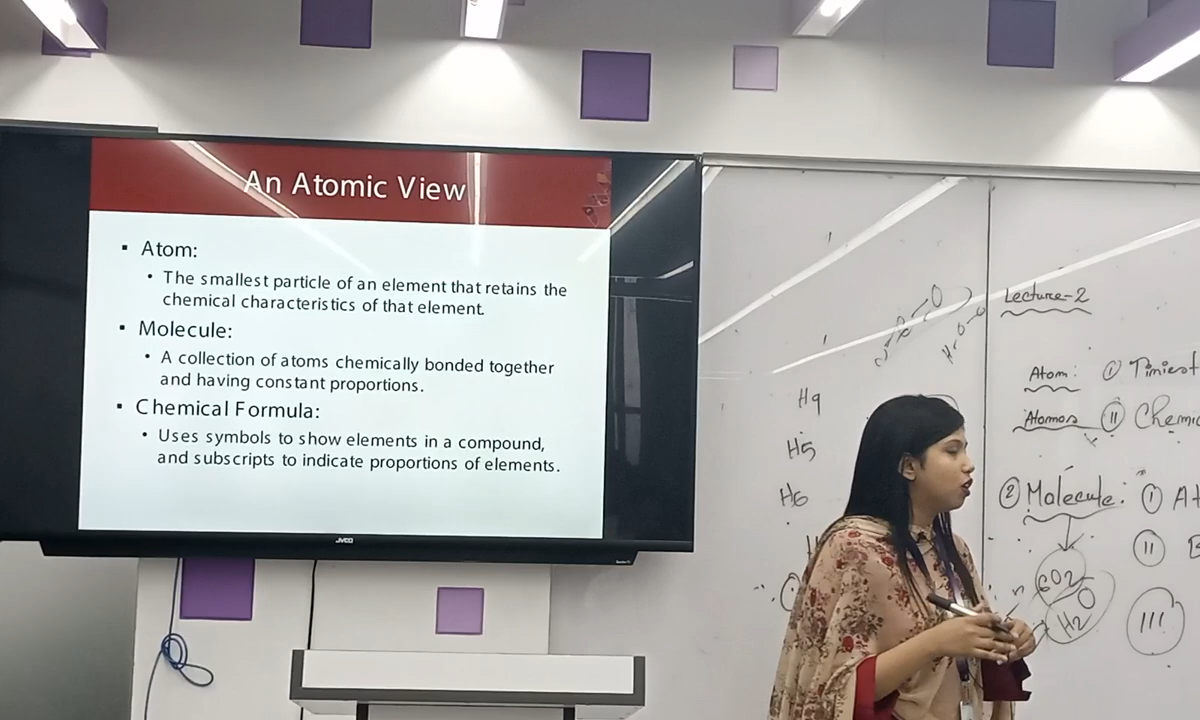 An Atomic View
▪ Atom:
• The smallest particle of an element that retains the
chemical characteristics of that element.
▪ Molecule:
• A collection of atoms chemically bonded together
and having constant proportions.
▪ Chemical Formula:
• Uses symbols to show elements in a compound,
and subscripts to indicate proportions of elements.
JVCO
Lecture-2
Atom: I Tiniest
Atomos II Chemic
② Molecule: I At
II
CO2
H2O
III
H9
H5
H6